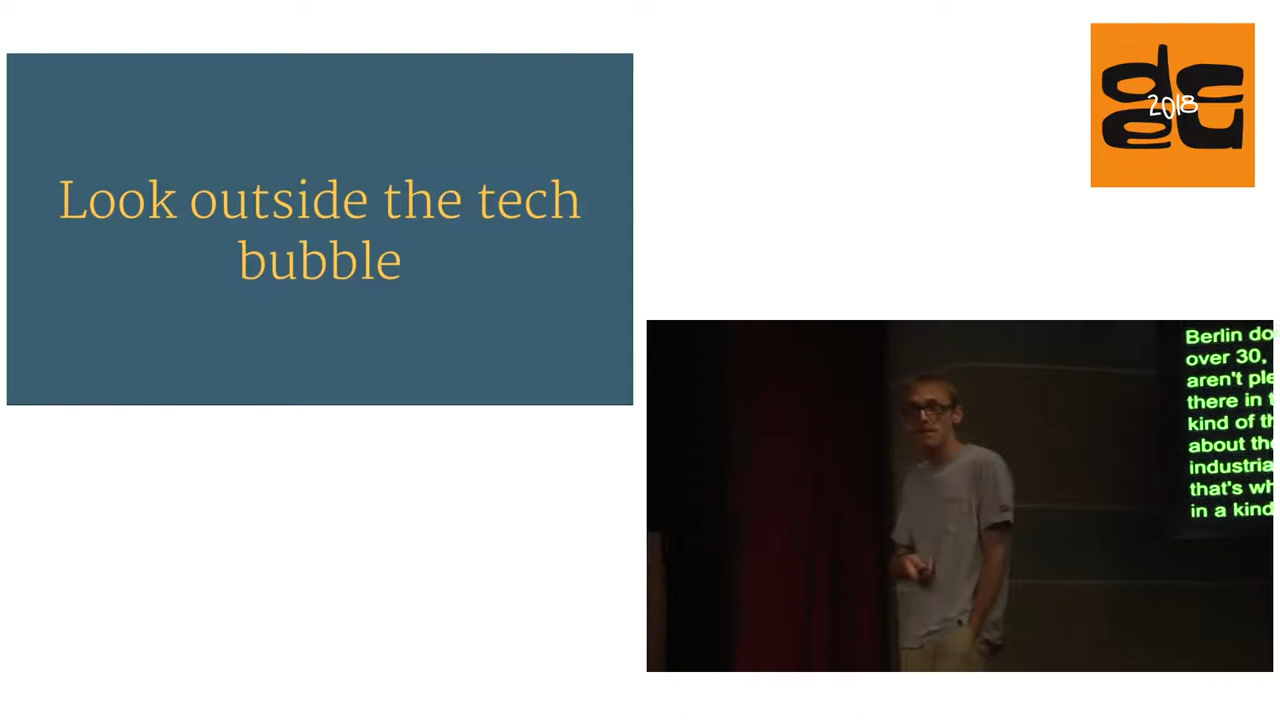 Look outside the tech
bubble
2018
Berlin do
over 30,
aren't ple
there in t
kind of th
about the
industria
that's wh
in a kind